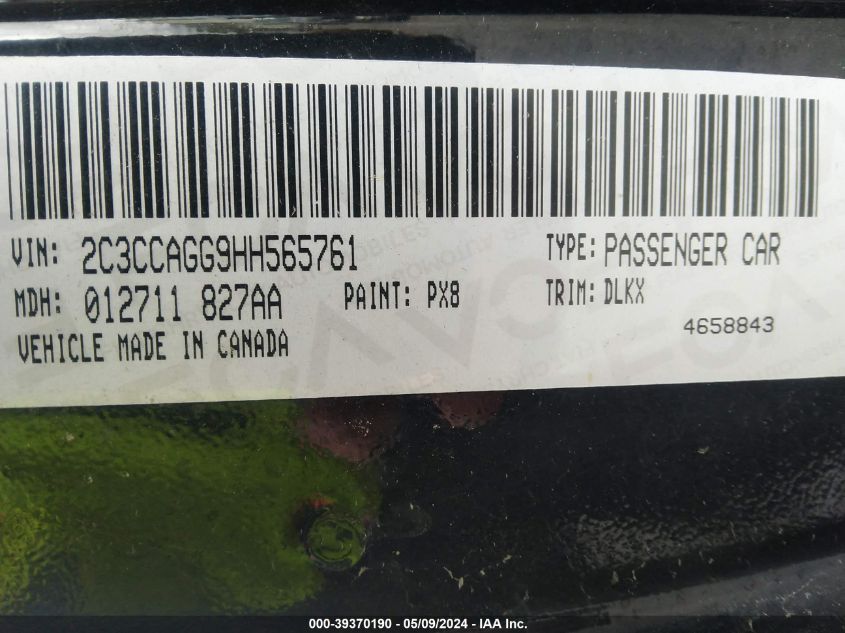 VIN: 2C3CCAGG9HH565761 TYPE: PASSENGER CAR
MDH: 012711 827AA PAINT: PX8 TRIM: DLKX
4658843
VEHICLE MADE IN CANADA
000-39370190 - 05/09/2024 - IAA Inc.